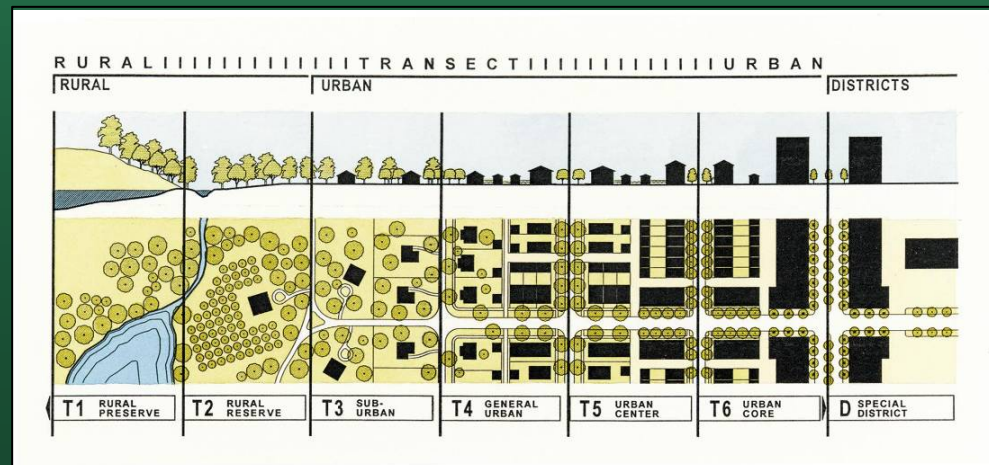 RURAL I I I I I I I I I I I I I I TRANSECT I I I I I I I I I I I I I I URBAN
RURAL
URBAN
DISTRICTS
T1 RURAL PRESERVE
T2 RURAL RESERVE
T3 SUB-URBAN
T4 GENERAL URBAN
T5 URBAN CENTER
T6 URBAN CORE
D SPECIAL DISTRICT